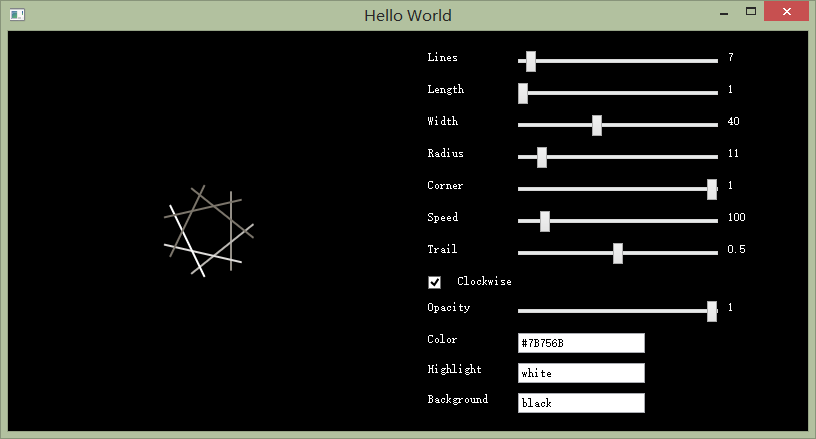 Hello World
Lines 7
Length 1
Width 40
Radius 11
Corner 1
Speed 100
Trail 0.5
Clockwise
Opacity 1
Color #7B756B
Highlight white
Background black